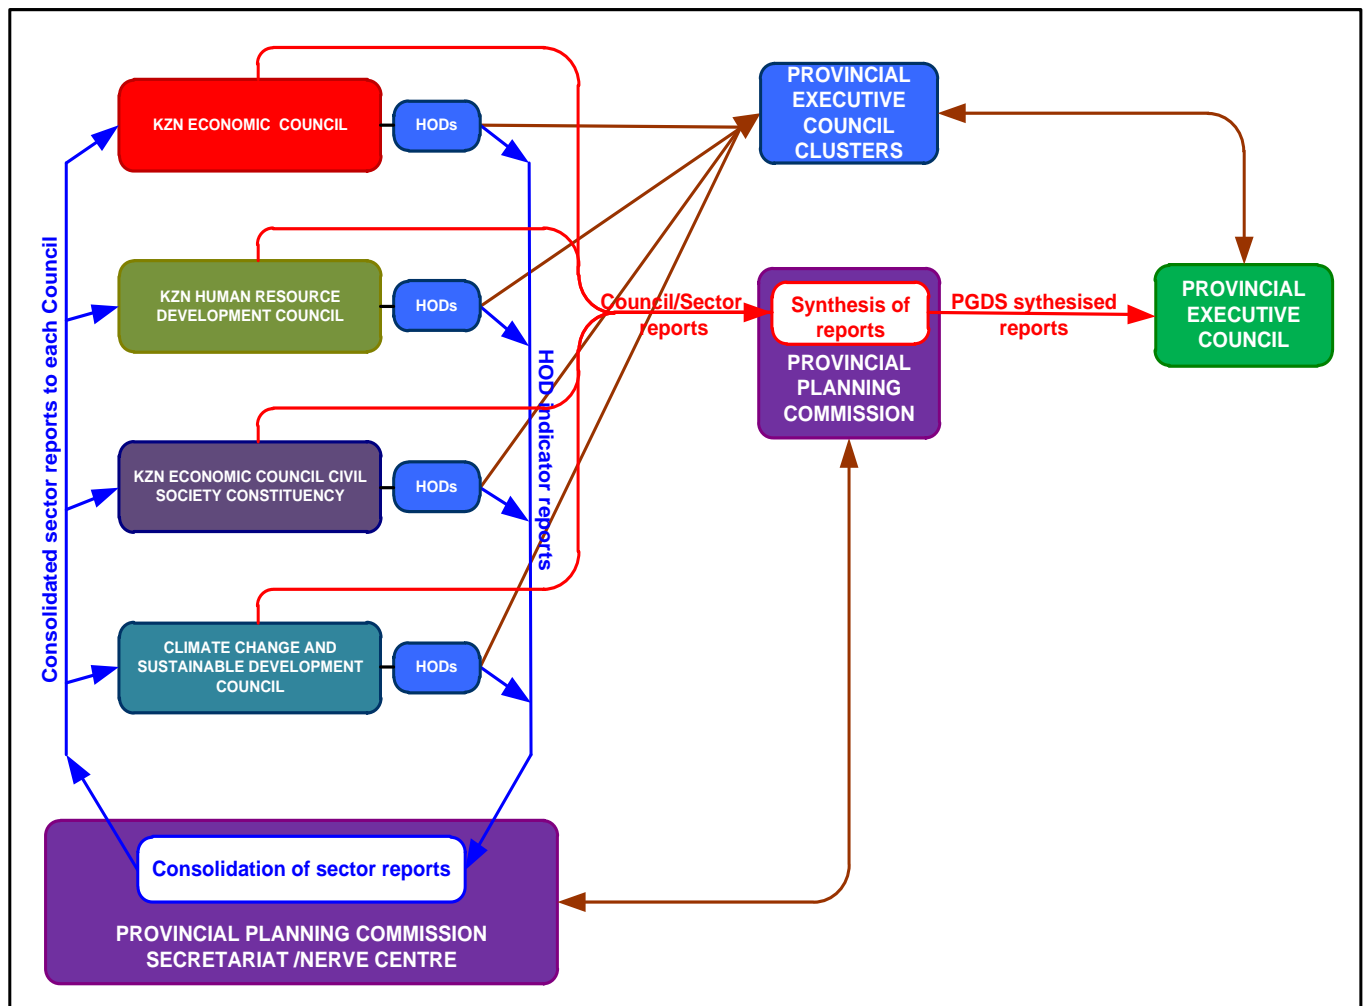 KZN ECONOMIC  COUNCIL
HODs
PROVINCIAL
EXECUTIVE
COUNCIL
CLUSTERS
KZN HUMAN RESOURCE
DEVELOPMENT COUNCIL
HODs
Council/Sector
reports
Synthesis of
reports
PROVINCIAL
PLANNING
COMMISSION
PGDS sythesised
reports
PROVINCIAL
EXECUTIVE
COUNCIL
Consolidated sector reports to each Council
HOD indicator reports
KZN ECONOMIC COUNCIL CIVIL
SOCIETY CONSTITUENCY
HODs
CLIMATE CHANGE AND
SUSTAINABLE DEVELOPMENT
COUNCIL
HODs
Consolidation of sector reports
PROVINCIAL PLANNING COMMISSION
SECRETARIAT /NERVE CENTRE